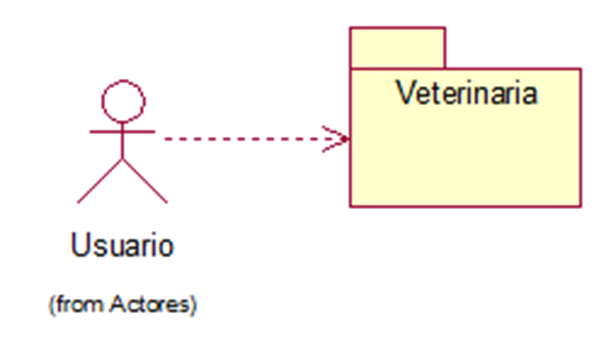 Veterinaria
Usuario
(from Actores)